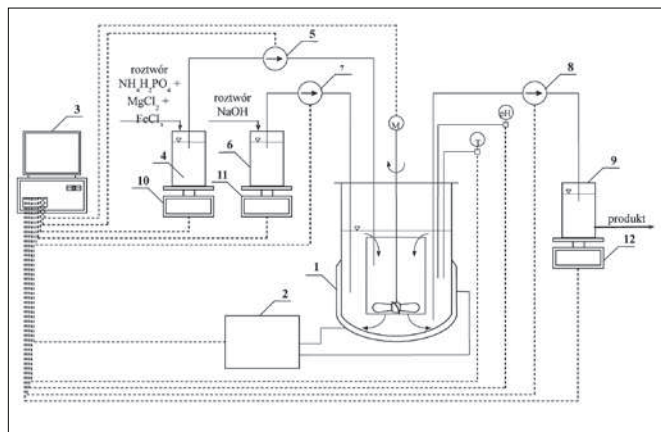 5
roztwór
NH₄H₂PO₄ +
MgCl₂ +
FeCl₃
7
8
roztwór
NaOH
3
M
pH
T
4
6
9
10
11
produkt
12
1
2